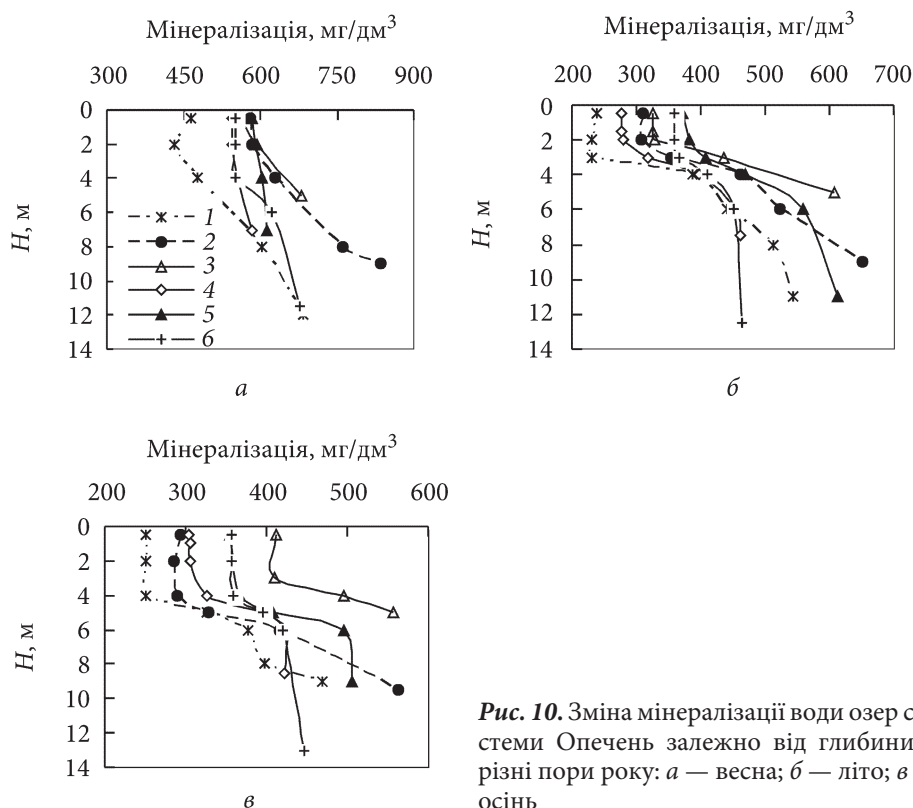 Мінералізація, мг/дм³
300 450 600 750 900
0
2
4
6
8
10
12
14
H, м
1
2
3
4
5
6
а
Мінералізація, мг/дм³
200 300 400 500 600 700
0
2
4
6
8
10
12
14
H, м
б
Мінералізація, мг/дм³
200 300 400 500 600
0
2
4
6
8
10
12
14
H, м
в
Рис. 10. Зміна мінералізації води озер с
стеми Опечень залежно від глибини
різні пори року: а — весна; б — літо; в
осінь